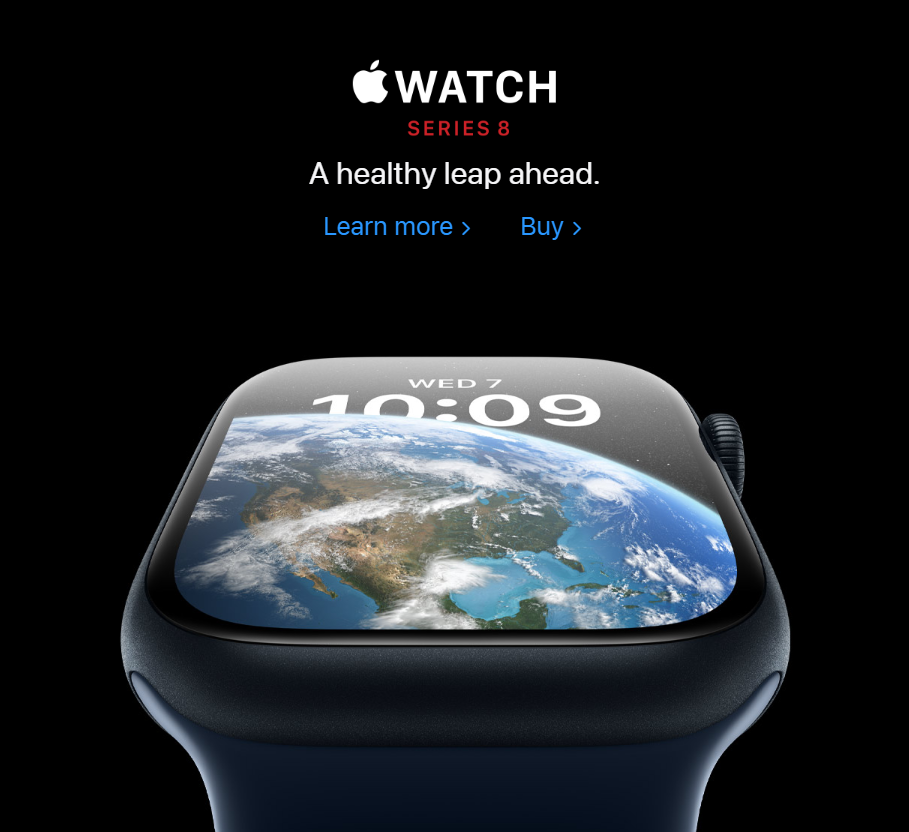 WATCH
SERIES 8
A healthy leap ahead.
Learn more >
Buy >
WED 7
10:09